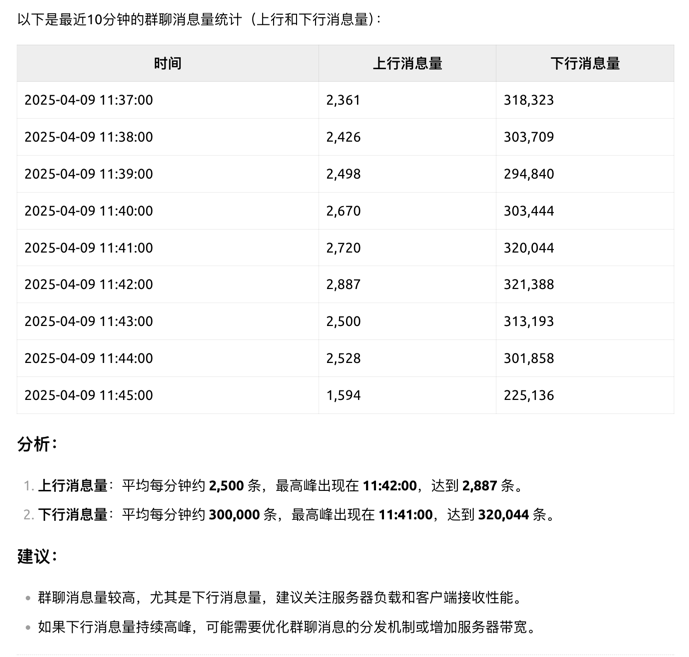 以下是最近10分钟的群聊消息量统计（上行和下行消息量）：
时间 上行消息量 下行消息量
2025-04-09 11:37:00 2,361 318,323
2025-04-09 11:38:00 2,426 303,709
2025-04-09 11:39:00 2,498 294,840
2025-04-09 11:40:00 2,670 303,444
2025-04-09 11:41:00 2,720 320,044
2025-04-09 11:42:00 2,887 321,388
2025-04-09 11:43:00 2,500 313,193
2025-04-09 11:44:00 2,528 301,858
2025-04-09 11:45:00 1,594 225,136
分析：
1. 上行消息量：平均每分钟约 2,500 条，最高峰出现在 11:42:00，达到 2,887 条。
2. 下行消息量：平均每分钟约 300,000 条，最高峰出现在 11:41:00，达到 320,044 条。
建议：
• 群聊消息量较高，尤其是下行消息量，建议关注服务器负载和客户端接收性能。
• 如果下行消息量持续高峰，可能需要优化群聊消息的分发机制或增加服务器带宽。